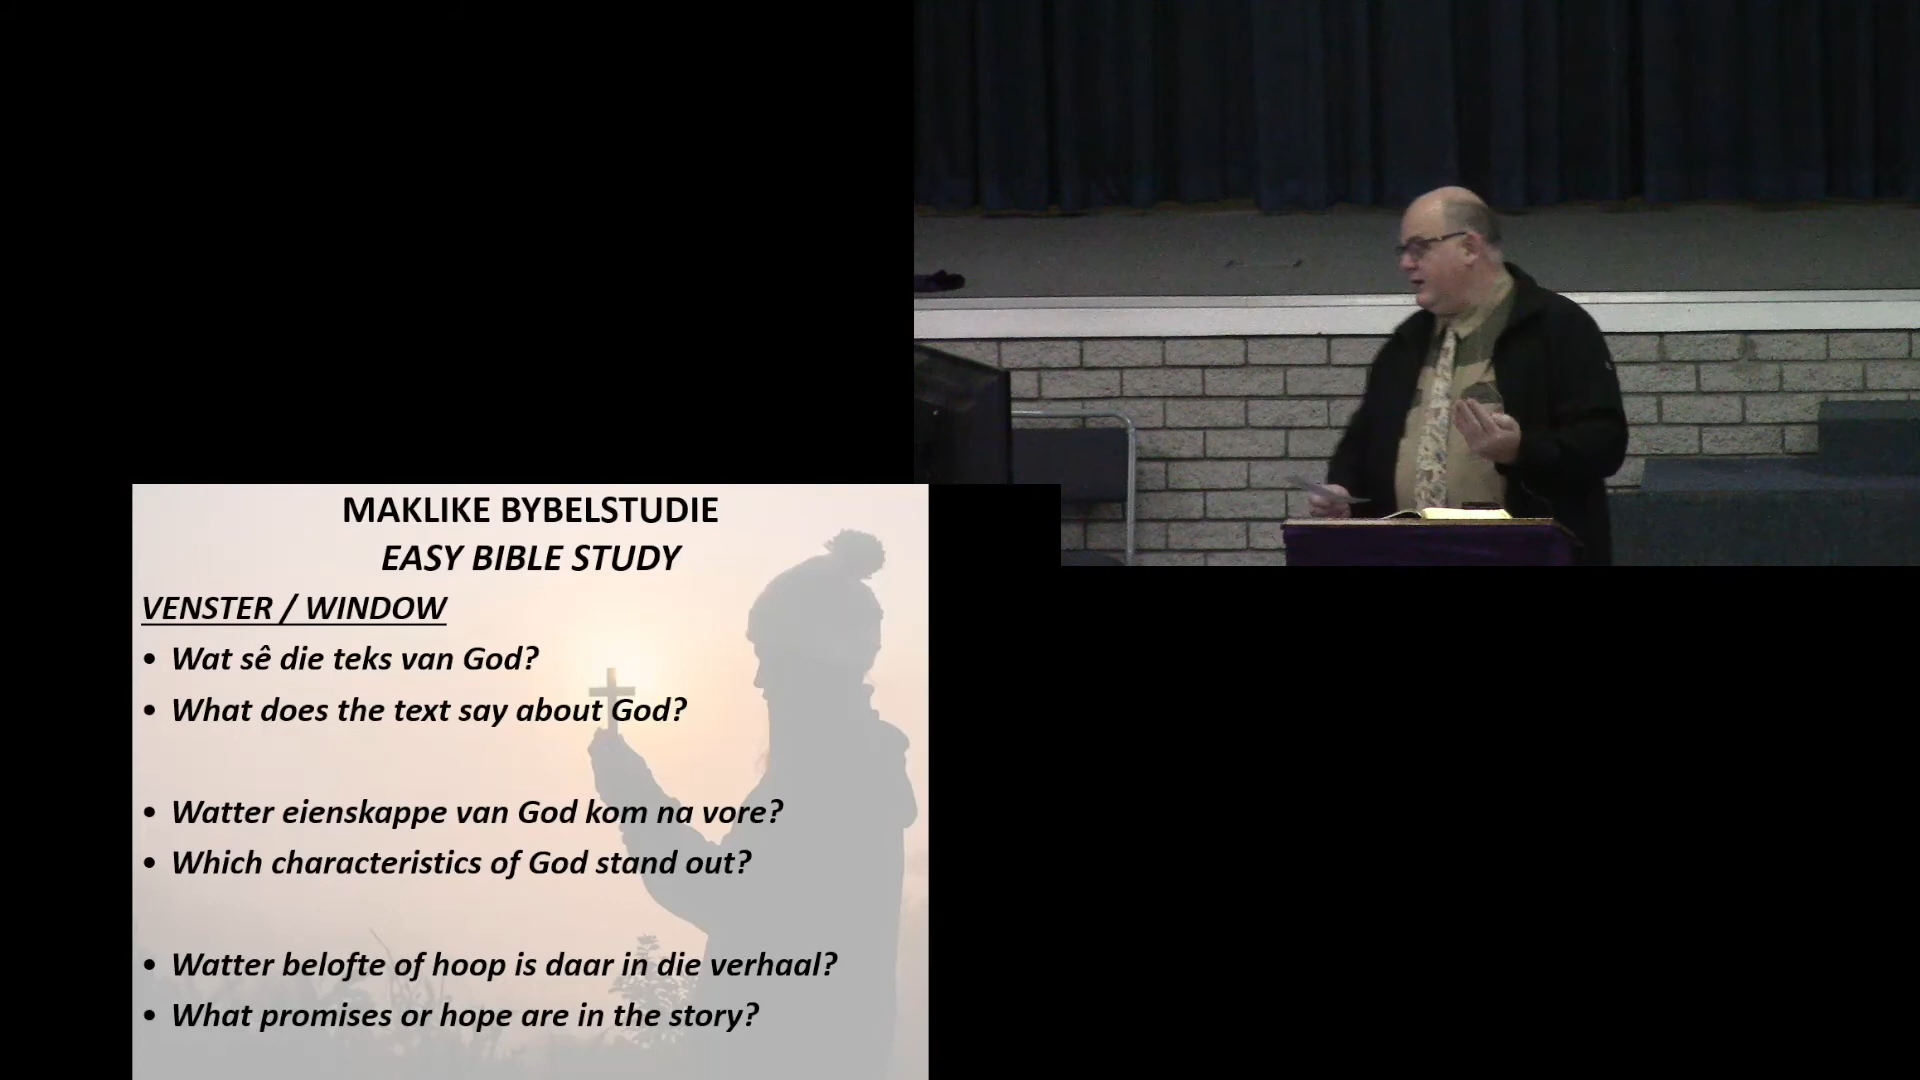 MAKLIKE BYBELSTUDIE
EASY BIBLE STUDY
VENSTER / WINDOW
• Wat sê die teks van God?
• What does the text say about God?
• Watter eienskappe van God kom na vore?
• Which characteristics of God stand out?
• Watter belofte of hoop is daar in die verhaal?
• What promises or hope are in the story?